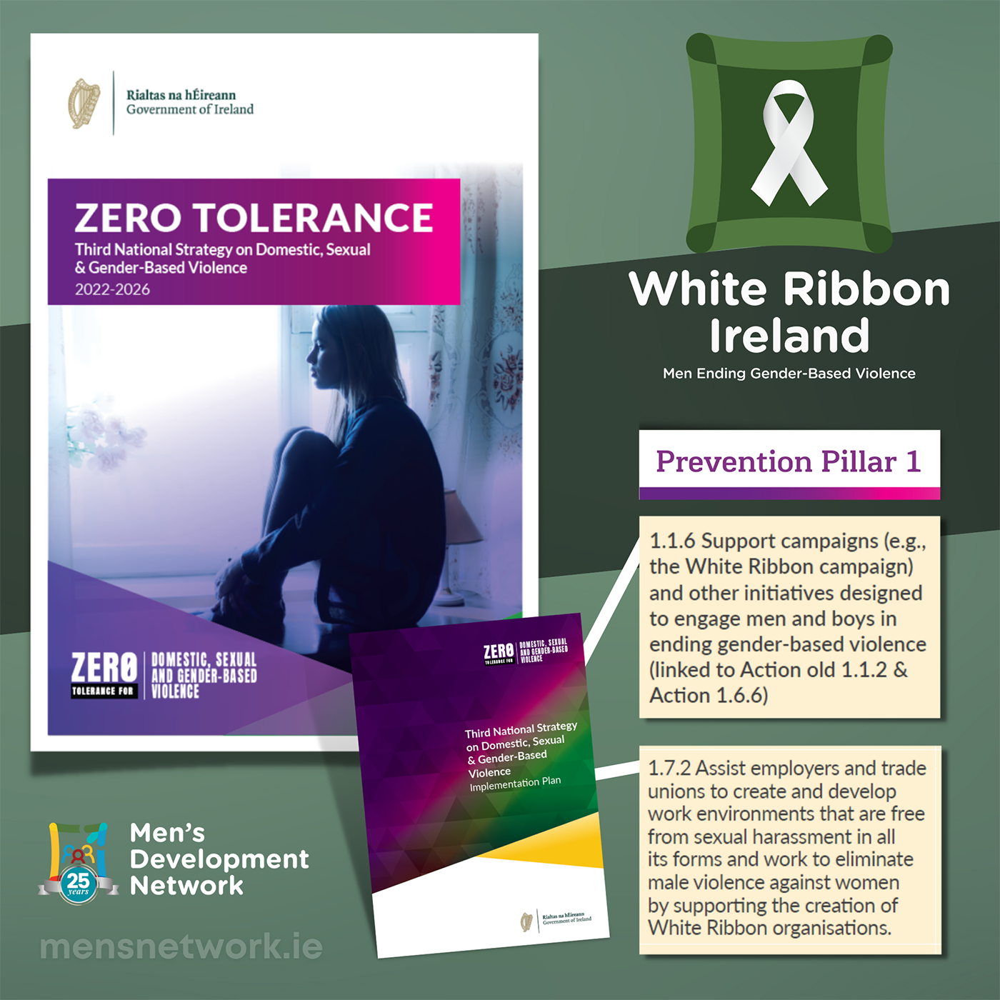 Rialtas na hÉireann
Government of Ireland
ZERO TOLERANCE
Third National Strategy on Domestic, Sexual
& Gender-Based Violence
2022-2026
ZERO
TOLERANCE FOR
DOMESTIC, SEXUAL
AND GENDER-BASED
VIOLENCE
White Ribbon
Ireland
Men Ending Gender-Based Violence
Prevention Pillar 1
1.1.6 Support campaigns (e.g.,
the White Ribbon campaign)
and other initiatives designed
to engage men and boys in
ending gender-based violence
(linked to Action old 1.1.2 &
Action 1.6.6)
1.7.2 Assist employers and trade
unions to create and develop
work environments that are free
from sexual harassment in all
its forms and work to eliminate
male violence against women
by supporting the creation of
White Ribbon organisations.
ZERO
TOLERANCE FOR
DOMESTIC, SEXUAL
AND GENDER-BASED
VIOLENCE
Third National Strategy
on Domestic, Sexual
& Gender-Based
Violence
Implementation Plan
Rialtas na hÉireann
Government of Ireland
25
years
Men's
Development
Network
mensnetwork.ie